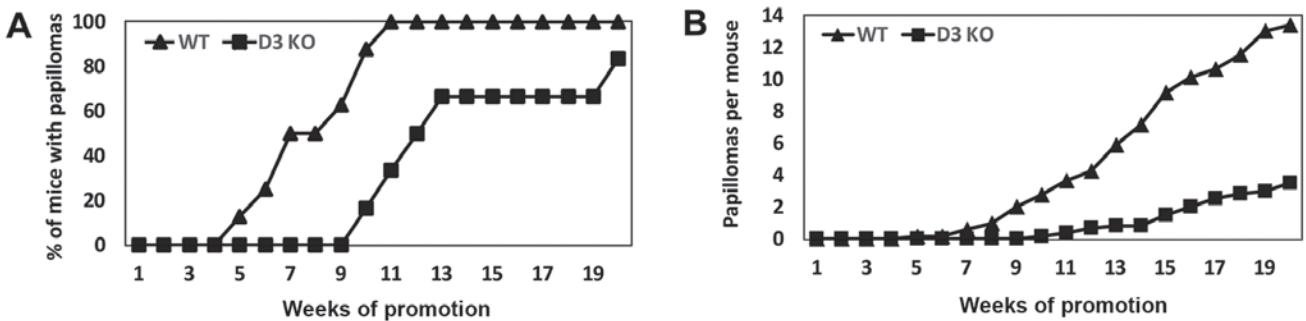 A
% of mice with papillomas
100
80
60
40
20
0
WT D3 KO
1 3 5 7 9 11 13 15 17 19
Weeks of promotion
B
Papillomas per mouse
14
12
10
8
6
4
2
0
WT D3 KO
1 3 5 7 9 11 13 15 17 19
Weeks of promotion